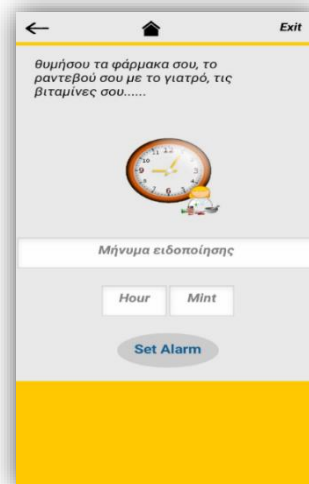 Exit
θυμήσου τα φάρμακα σου, το
ραντεβού σου με το γιατρό, τις
βιταμίνες σου......
Μήνυμα ειδοποίησης
Hour
Mint
Set Alarm